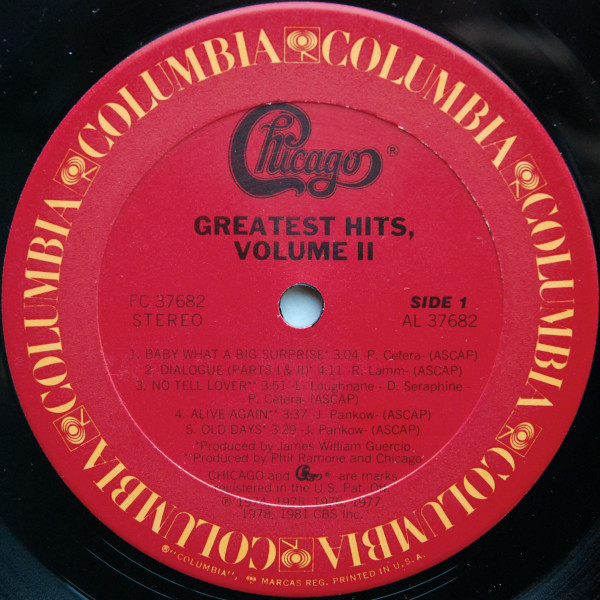 COLUMBIA COLUMBIA COLUMBIA COLUMBIA COLUMBIA COLUMBIA
Chicago ®
GREATEST HITS,
VOLUME II
FC 37682
STEREO
SIDE 1
AL 37682
1. BABY WHAT A BIG SURPRISE* 3:04 -P. Cetera- (ASCAP)
2. DIALOGUE (PARTS I & II)* 4:11 -R. Lamm- (ASCAP)
3. NO TELL LOVER** 3:51 -L. Loughnane - D. Seraphine -
P. Cetera- (ASCAP)
4. ALIVE AGAIN** 3:37 -J. Pankow- (ASCAP)
5. OLD DAYS* 3:29 -J. Pankow- (ASCAP)
*Produced by James William Guercio
*Produced by Phil Ramone and Chicago
CHICAGO and Chicago ® are marks
registered in the U.S. Pat. Off.
1975, 1977,
1978, 1981 CBS Inc.
®"COLUMBIA", MARCAS REG. PRINTED IN U.S.A.